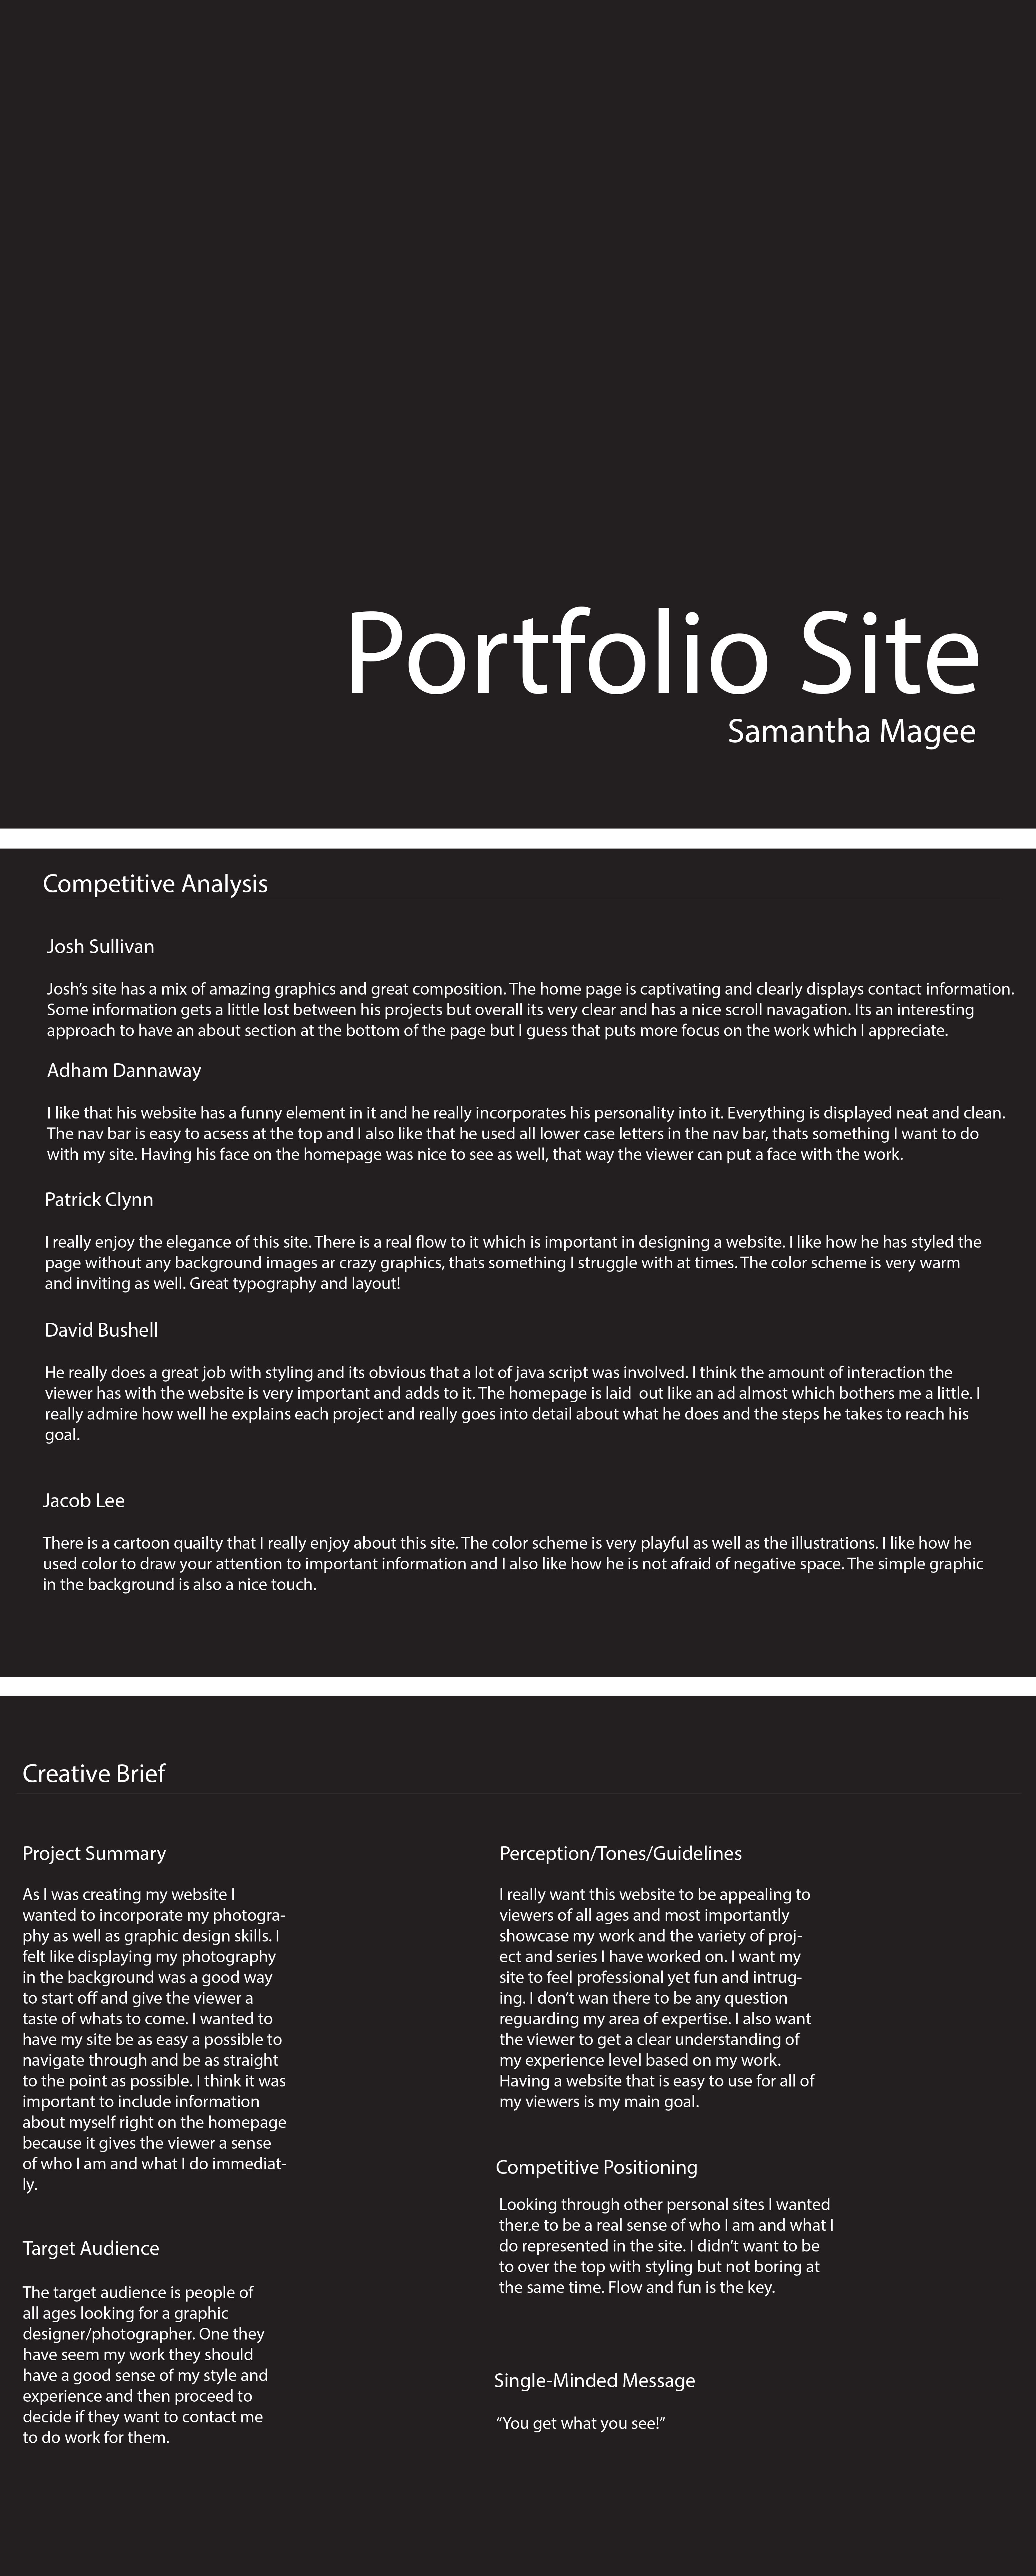 Portfolio Site
Samantha Magee
Competitive Analysis
Josh Sullivan
Josh’s site has a mix of amazing graphics and great composition. The home page is captivating and clearly displays contact information.
Some information gets a little lost between his projects but overall its very clear and has a nice scroll navagation. Its an interesting
approach to have an about section at the bottom of the page but I guess that puts more focus on the work which I appreciate.
Adham Dannaway
I like that his website has a funny element in it and he really incorporates his personality into it. Everything is displayed neat and clean.
The nav bar is easy to acsess at the top and I also like that he used all lower case letters in the nav bar, thats something I want to do
with my site. Having his face on the homepage was nice to see as well, that way the viewer can put a face with the work.
Patrick Clynn
I really enjoy the elegance of this site. There is a real flow to it which is important in designing a website. I like how he has styled the
page without any background images ar crazy graphics, thats something I struggle with at times. The color scheme is very warm
and inviting as well. Great typography and layout!
David Bushell
He really does a great job with styling and its obvious that a lot of java script was involved. I think the amount of interaction the
viewer has with the website is very important and adds to it. The homepage is laid  out like an ad almost which bothers me a little. I
really admire how well he explains each project and really goes into detail about what he does and the steps he takes to reach his
goal.
Jacob Lee
There is a cartoon quailty that I really enjoy about this site. The color scheme is very playful as well as the illustrations. I like how he
used color to draw your attention to important information and I also like how he is not afraid of negative space. The simple graphic
in the background is also a nice touch.
Creative Brief
Project Summary
As I was creating my website I
wanted to incorporate my photogra-
phy as well as graphic design skills. I
felt like displaying my photography
in the background was a good way
to start off and give the viewer a
taste of whats to come. I wanted to
have my site be as easy a possible to
navigate through and be as straight
to the point as possible. I think it was
important to include information
about myself right on the homepage
because it gives the viewer a sense
of who I am and what I do immediat-
ly.
Target Audience
The target audience is people of
all ages looking for a graphic
designer/photographer. One they
have seem my work they should
have a good sense of my style and
experience and then proceed to
decide if they want to contact me
to do work for them.
Perception/Tones/Guidelines
I really want this website to be appealing to
viewers of all ages and most importantly
showcase my work and the variety of proj-
ect and series I have worked on. I want my
site to feel professional yet fun and intrug-
ing. I don’t wan there to be any question
reguarding my area of expertise. I also want
the viewer to get a clear understanding of
my experience level based on my work.
Having a website that is easy to use for all of
my viewers is my main goal.
Competitive Positioning
Looking through other personal sites I wanted
ther.e to be a real sense of who I am and what I
do represented in the site. I didn’t want to be
to over the top with styling but not boring at
the same time. Flow and fun is the key.
Single-Minded Message
“You get what you see!”